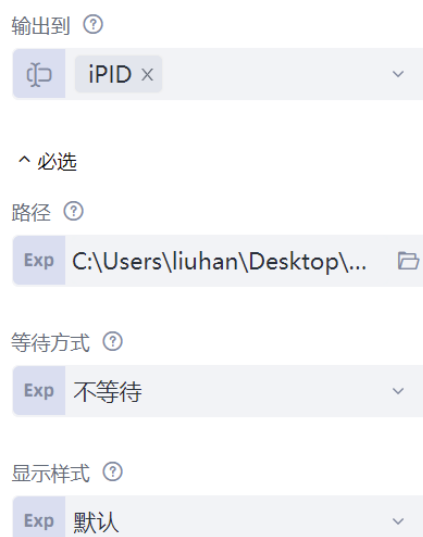 输出到
iPID
必选
路径
Exp C:\Users\liuhan\Desktop\...
等待方式
Exp 不等待
显示样式
Exp 默认